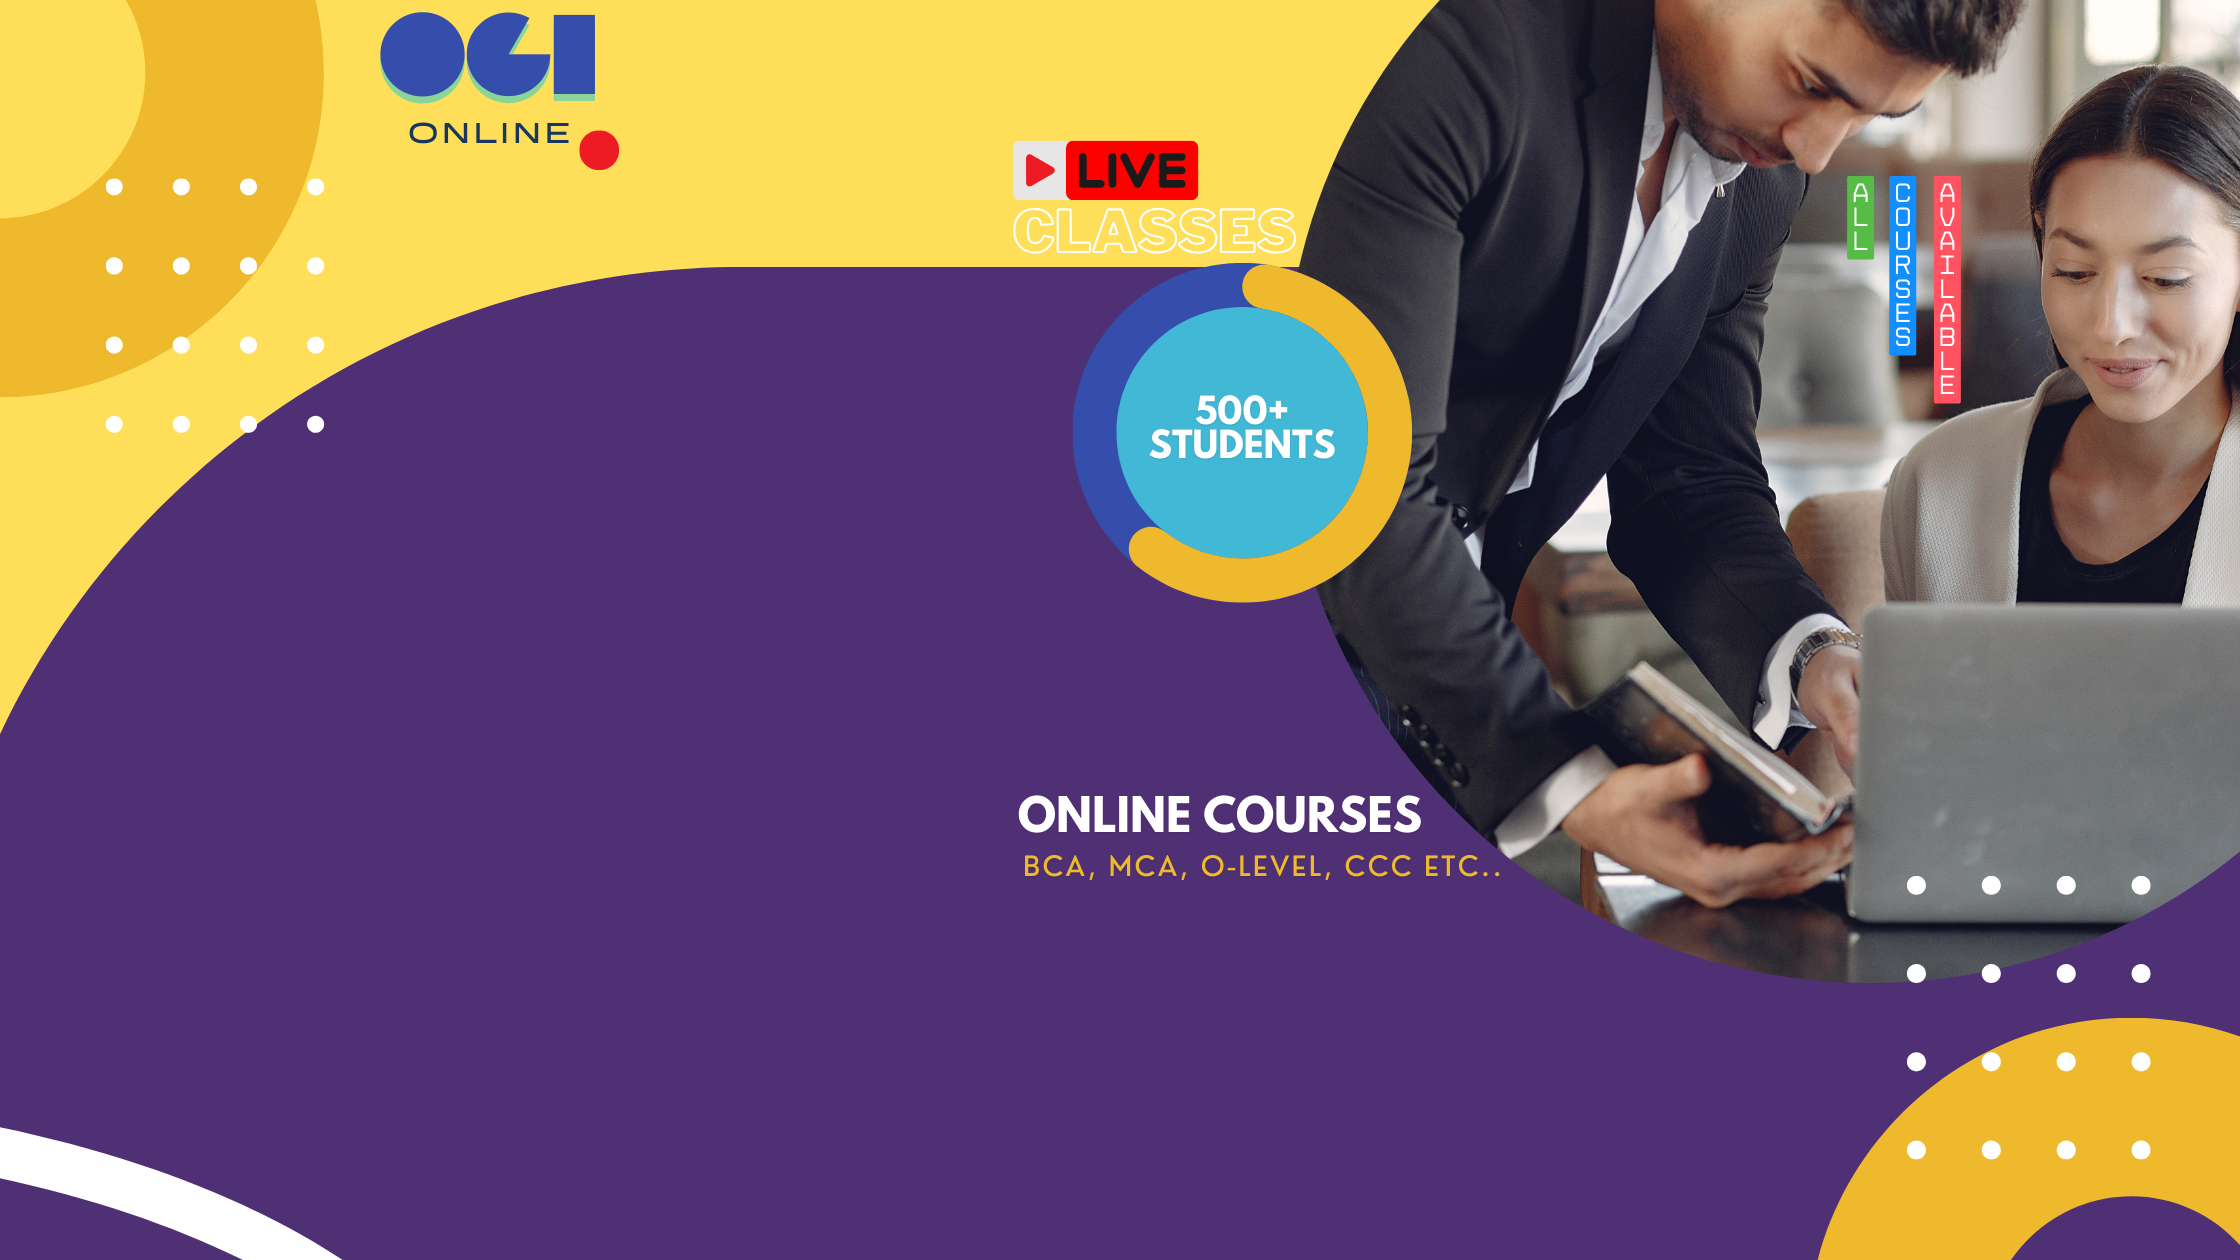 OGI
ONLINE
LIVE
CLASSES
500+
STUDENTS
ALL
COURSES
AVAILABLE
ONLINE COURSES
BCA, MCA, O-LEVEL, CCC ETC..